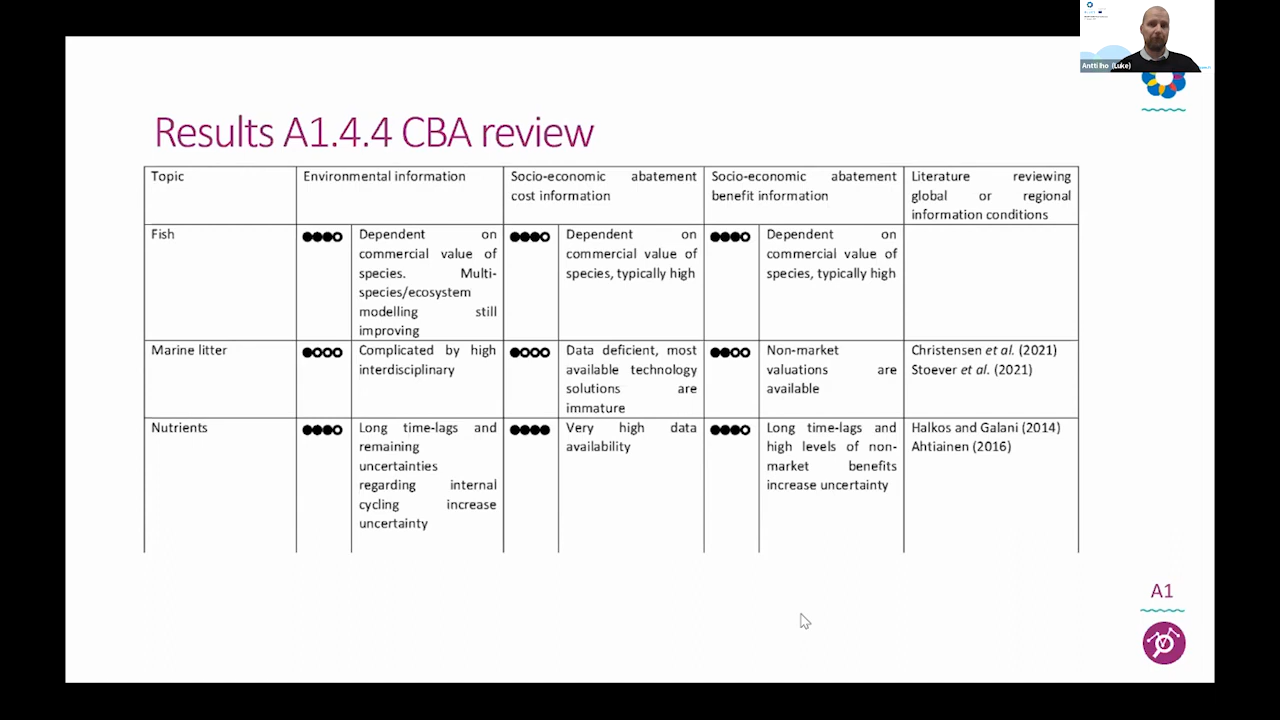 Antti Iho (Luke)
Results A1.4.4 CBA review
Topic
Environmental information
Socio-economic abatement
cost information
Socio-economic abatement
benefit information
Literature reviewing
global or regional
information conditions
Fish
Dependent on
commercial value of
species. Multi-
species/ecosystem
modelling still
improving
Dependent on
commercial value of
species, typically high
Dependent on
commercial value of
species, typically high
Marine litter
Complicated by high
interdisciplinary
Data deficient, most
available technology
solutions are
immature
Non-market
valuations are
available
Christensen et al. (2021)
Stoever et al. (2021)
Nutrients
Long time-lags and
remaining
uncertainties
regarding internal
cycling increase
uncertainty
Very high data
availability
Long time-lags and
high levels of non-
market benefits
increase uncertainty
Halkos and Galani (2014)
Ahtiainen (2016)
A1